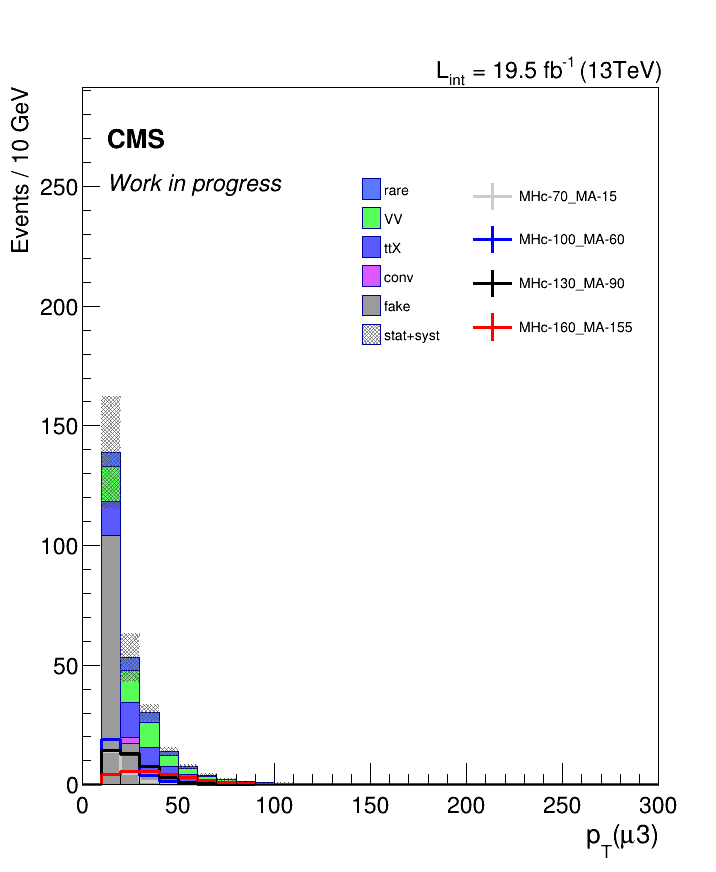 L_int = 19.5 fb^-1 (13TeV)
Events / 10 GeV
CMS
Work in progress
rare
VV
ttX
conv
fake
stat+syst
MHc-70_MA-15
MHc-100_MA-60
MHc-130_MA-90
MHc-160_MA-155
250
200
150
100
50
0
0 50 100 150 200 250 300
p_T(μ3)